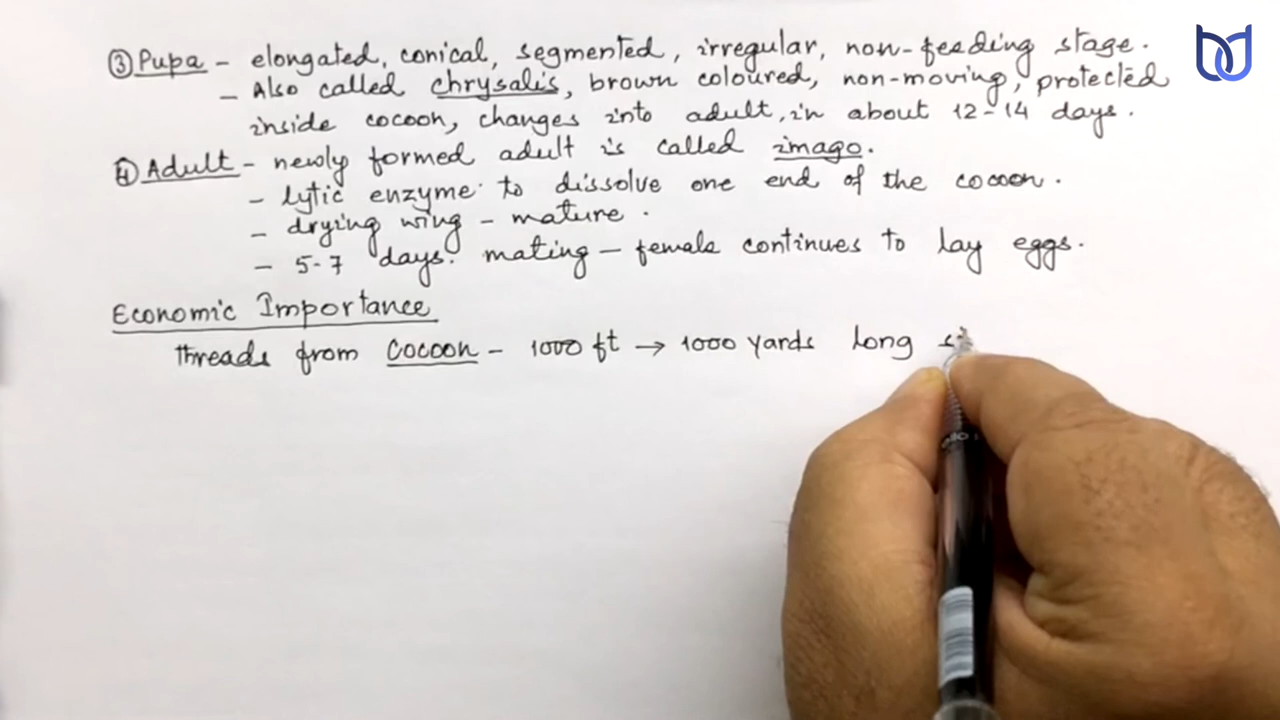 ③ Pupa - elongated, conical, segmented, irregular, non-feeding stage.
- Also called chrysalis, brown coloured, non-moving, protected
inside cocoon, changes into adult, in about 12-14 days.
④ Adult - newly formed adult is called imago.
- lytic enzyme to dissolve one end of the cocoon.
- drying wing - mature.
- 5-7 days. mating - female continues to lay eggs.
Economic Importance
threads from cocoon - 1000 ft → 1000 yards long